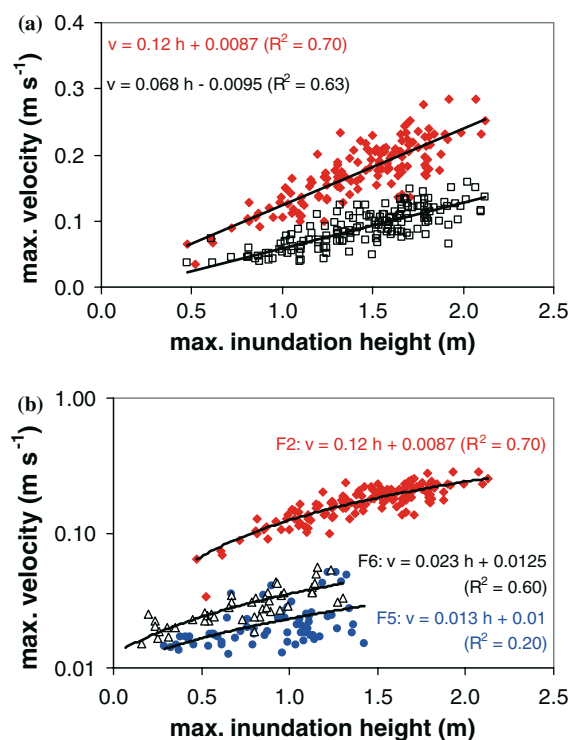 (a)
0.4
0.3
0.2
0.1
0.0
max. velocity (m s⁻¹)
v = 0.12 h + 0.0087 (R² = 0.70)
v = 0.068 h - 0.0095 (R² = 0.63)
0.0 0.5 1.0 1.5 2.0 2.5
max. inundation height (m)
(b)
1.00
0.10
0.01
max. velocity (m s⁻¹)
F2: v = 0.12 h + 0.0087 (R² = 0.70)
F6: v = 0.023 h + 0.0125
(R² = 0.60)
F5: v = 0.013 h + 0.01
(R² = 0.20)
0.0 0.5 1.0 1.5 2.0 2.5
max. inundation height (m)